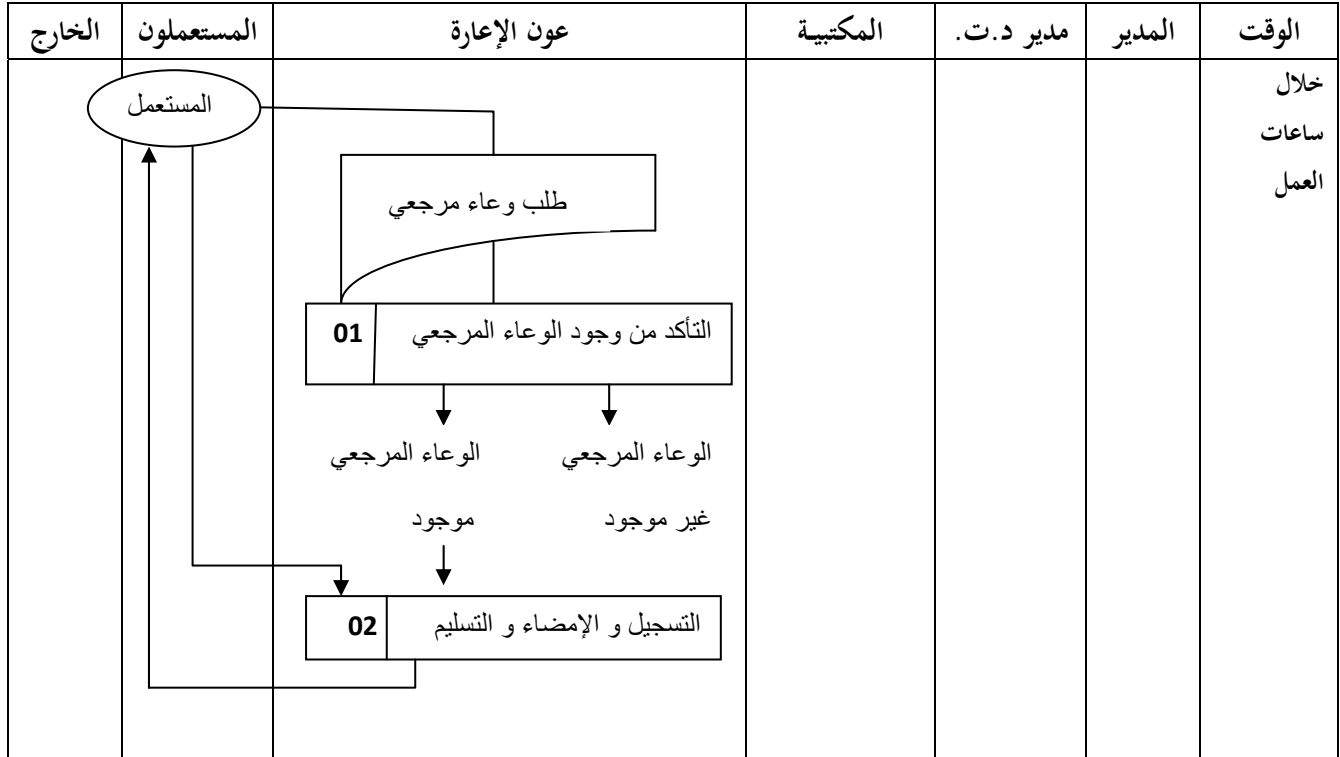 الوقت
المدير
مدير د.ت.
المكتبية
عون الإعارة
المستعملون
الخارج
خلال
ساعات
العمل
المستعمل
طلب وعاء مرجعي
التأكد من وجود الوعاء المرجعي 01
الوعاء المرجعي
غير موجود
الوعاء المرجعي
موجود
التسجيل و الإمضاء و التسليم 02